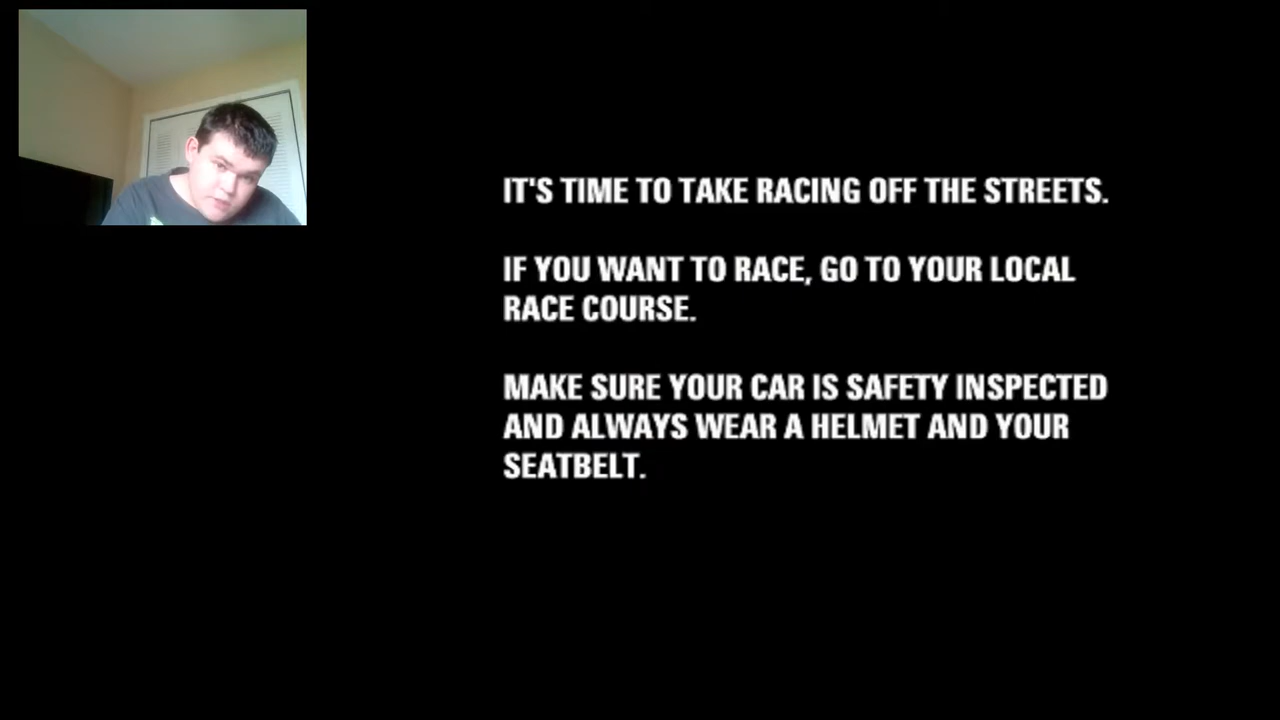 IT'S TIME TO TAKE RACING OFF THE STREETS.
IF YOU WANT TO RACE, GO TO YOUR LOCAL
RACE COURSE.
MAKE SURE YOUR CAR IS SAFETY INSPECTED
AND ALWAYS WEAR A HELMET AND YOUR
SEATBELT.